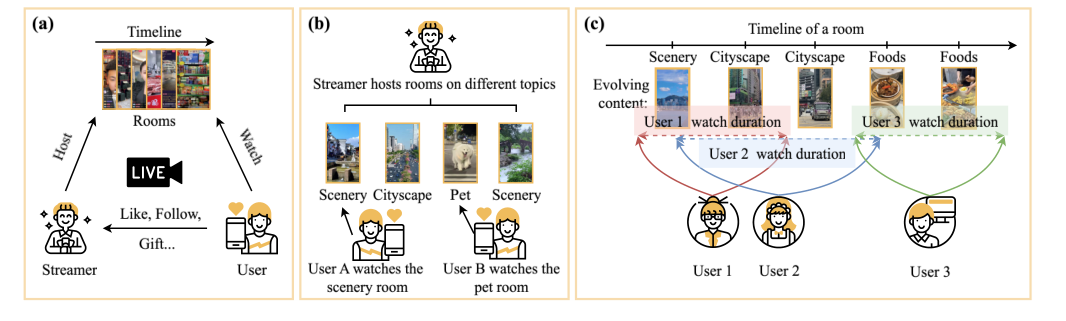 (a)
Timeline
Rooms
Host
Watch
LIVE
Like, Follow,
Gift...
Streamer
User
(b)
Streamer hosts rooms on different topics
Scenery Cityscape Pet Scenery
User A watches the
scenery room
User B watches the
pet room
(c)
Timeline of a room
Scenery Cityscape Cityscape Foods Foods
Evolving
content:
User 1 watch duration
User 3 watch duration
User 2 watch duration
User 1
User 2
User 3